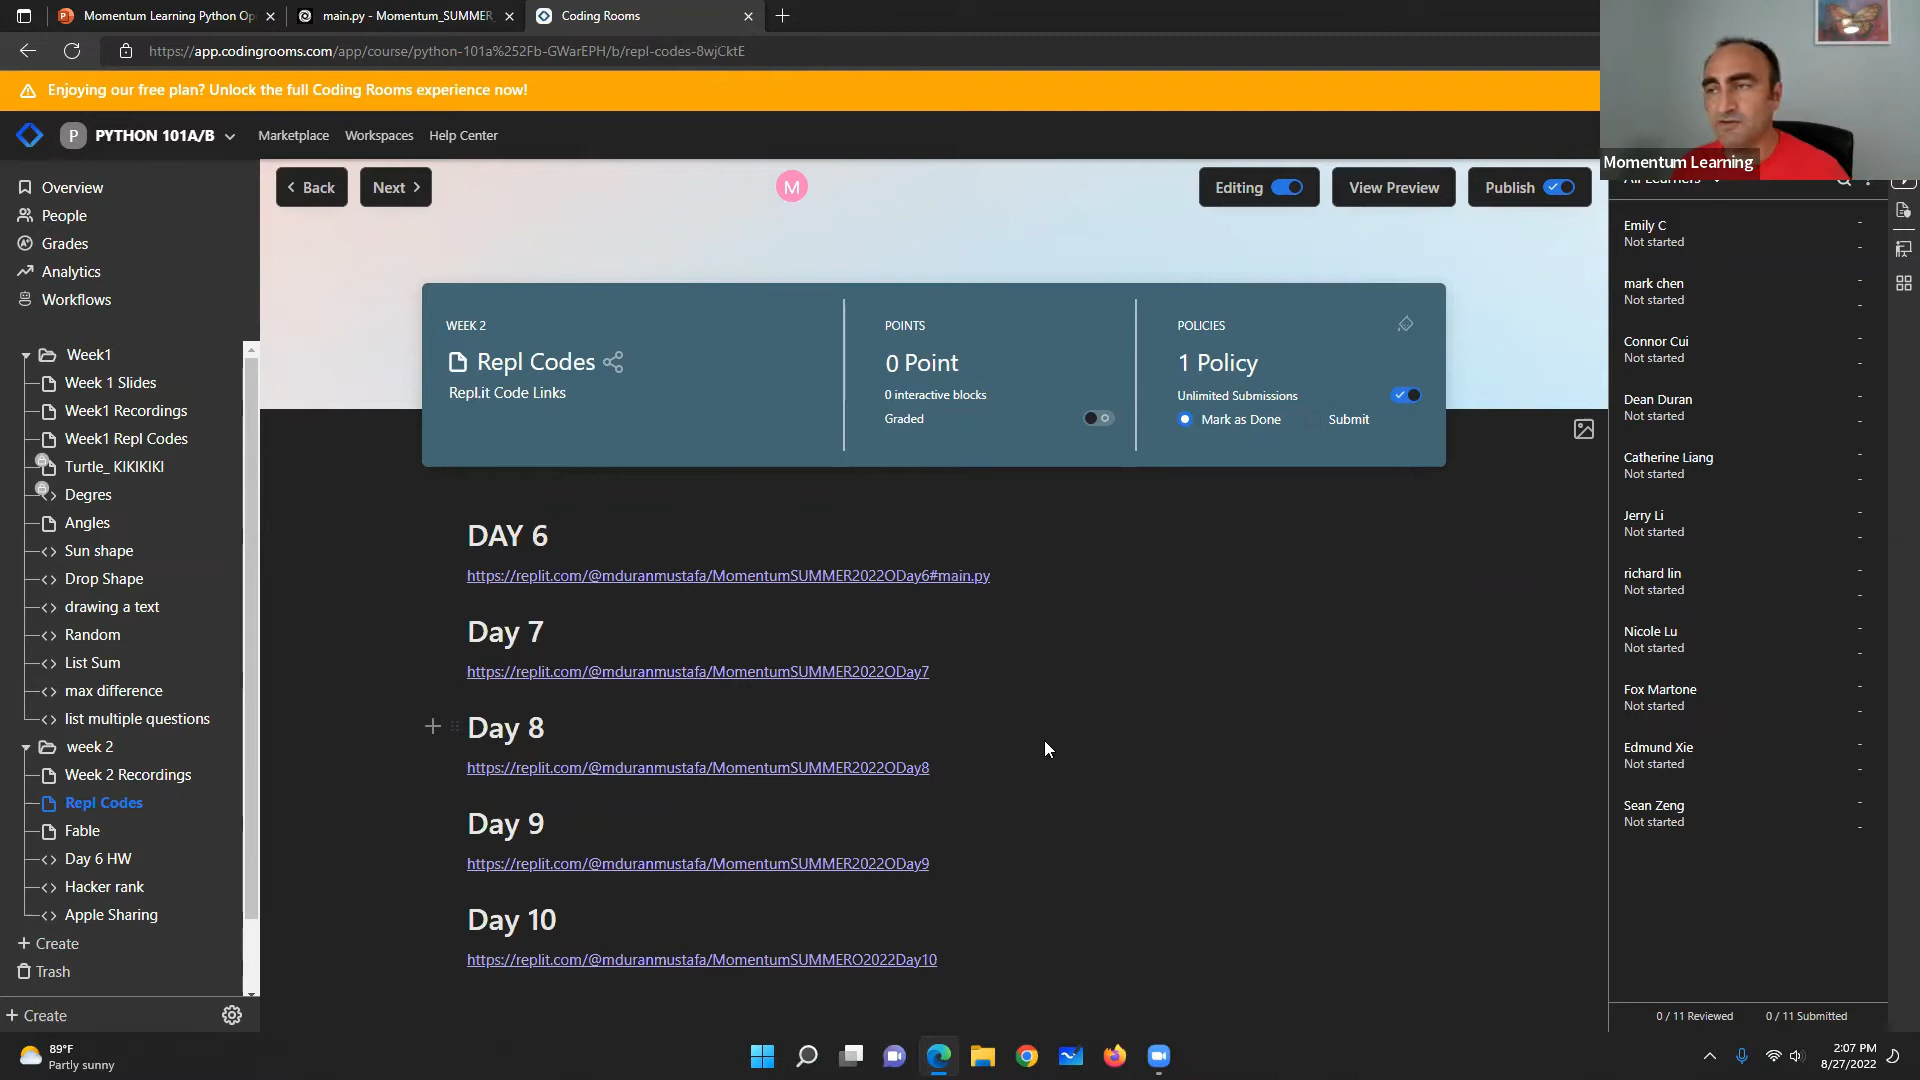 Momentum Learning Python Op
main.py - Momentum_SUMMER
Coding Rooms
https://app.codingrooms.com/app/course/python-101a%252Fb-GWarEPH/b/repl-codes-8wjCktE
Enjoying our free plan? Unlock the full Coding Rooms experience now!
P PYTHON 101A/B
Marketplace
Workspaces
Help Center
Momentum Learning
Overview
People
Grades
Analytics
Workflows
Week1
Week 1 Slides
Week1 Recordings
Week1 Repl Codes
Turtle_ KIKIKIKI
Degres
Angles
Sun shape
Drop Shape
drawing a text
Random
List Sum
max difference
list multiple questions
week 2
Week 2 Recordings
Repl Codes
Fable
Day 6 HW
Hacker rank
Apple Sharing
Create
Trash
Create
Back
Next
M
Editing
View Preview
Publish
WEEK 2
Repl Codes
Repl.it Code Links
POINTS
0 Point
0 interactive blocks
Graded
POLICIES
1 Policy
Unlimited Submissions
Mark as Done
Submit
DAY 6
https://replit.com/@mduranmustafa/MomentumSUMMER2022ODay6#main.py
Day 7
https://replit.com/@mduranmustafa/MomentumSUMMER2022ODay7
Day 8
https://replit.com/@mduranmustafa/MomentumSUMMER2022ODay8
Day 9
https://replit.com/@mduranmustafa/MomentumSUMMER2022ODay9
Day 10
https://replit.com/@mduranmustafa/MomentumSUMMERO2022Day10
All Learners
Emily C
Not started
mark chen
Not started
Connor Cui
Not started
Dean Duran
Not started
Catherine Liang
Not started
Jerry Li
Not started
richard lin
Not started
Nicole Lu
Not started
Fox Martone
Not started
Edmund Xie
Not started
Sean Zeng
Not started
0 / 11 Reviewed
0 / 11 Submitted
89°F
Partly sunny
2:07 PM
8/27/2022